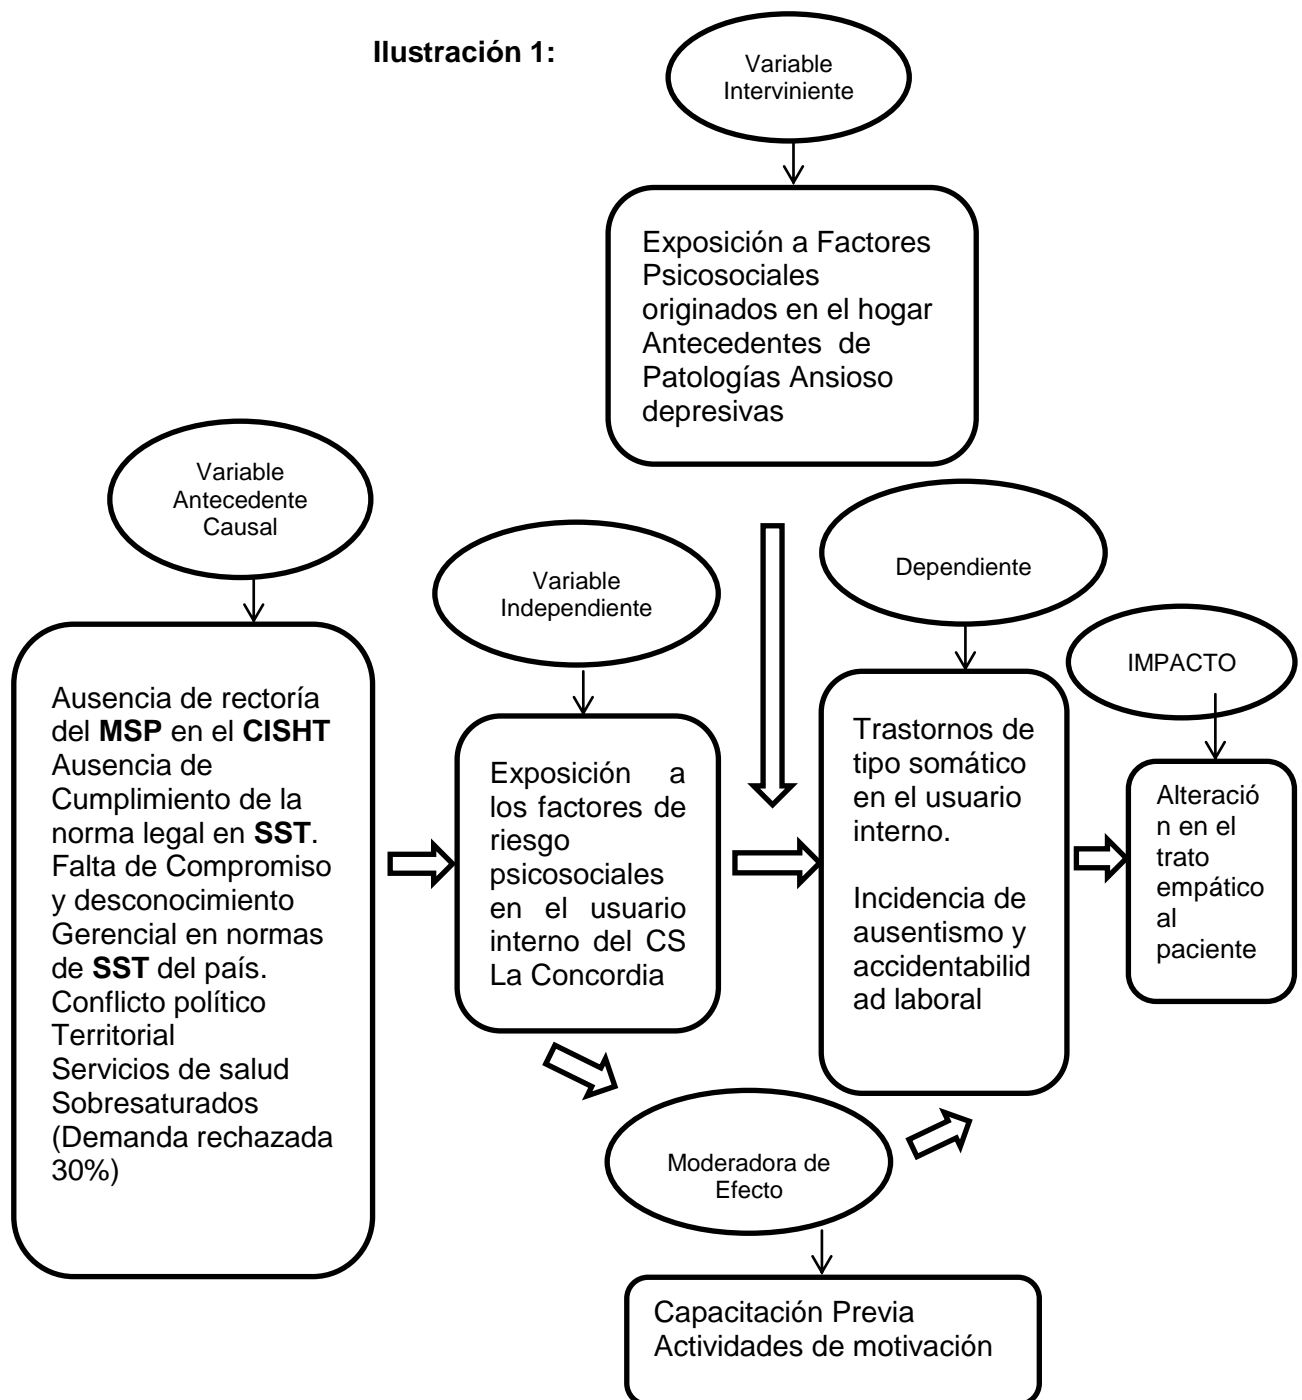 Ilustración 1:
Variable
Interviniente
Exposición a Factores
Psicosociales
originados en el hogar
Antecedentes de
Patologías Ansioso
depresivas
Variable
Antecedente
Causal
Ausencia de rectoría
del MSP en el CISHT
Ausencia de
Cumplimiento de la
norma legal en SST.
Falta de Compromiso
y desconocimiento
Gerencial en normas
de SST del país.
Conflicto político
Territorial
Servicios de salud
Sobresaturados
(Demanda rechazada
30%)
Variable
Independiente
Exposición a
los factores de
riesgo
psicosociales
en el usuario
interno del CS
La Concordia
Dependiente
Trastornos de
tipo somático
en el usuario
interno.
Incidencia de
ausentismo y
accidentabilid
ad laboral
IMPACTO
Alteració
n en el
trato
empático
al
paciente
Moderadora de
Efecto
Capacitación Previa
Actividades de motivación